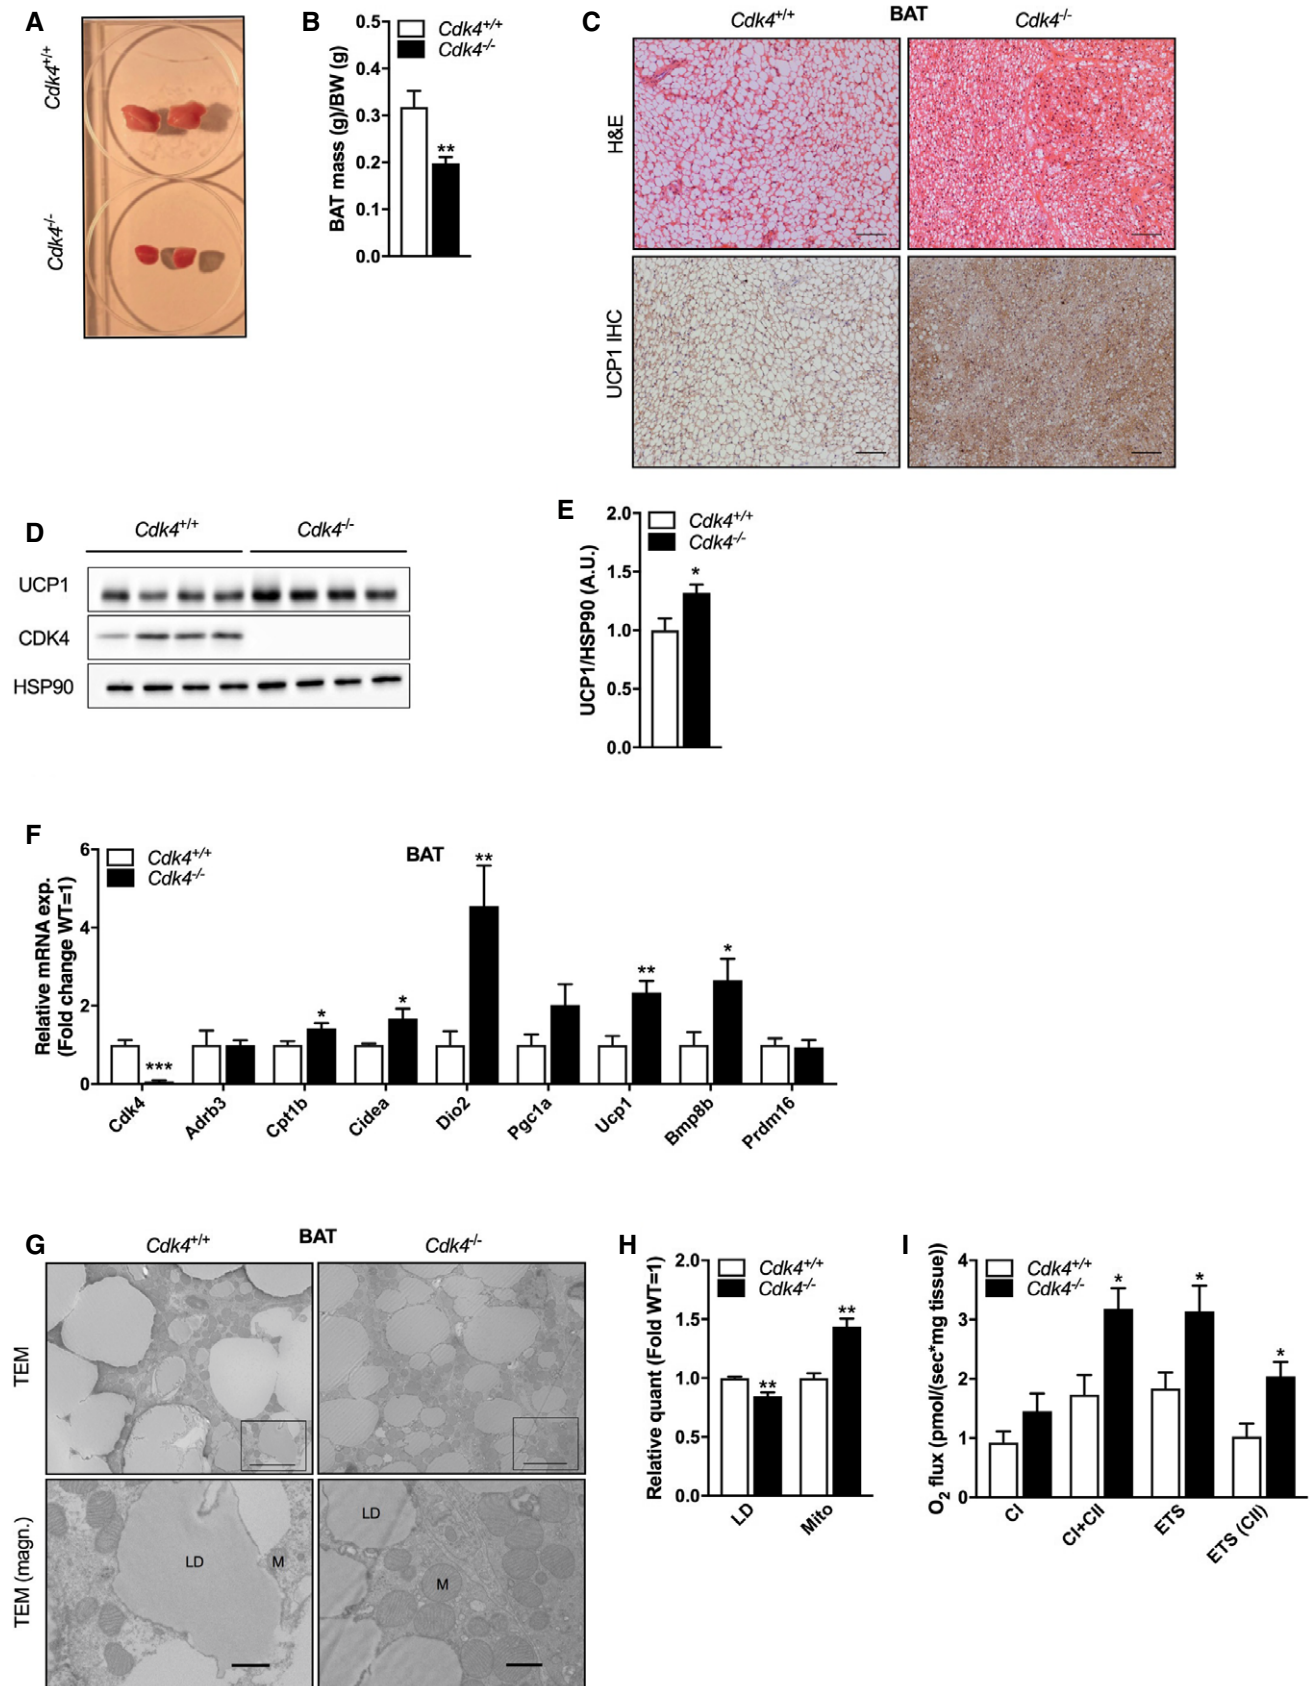 A
Cdk4+/+
Cdk4-/-
B
BAT mass (g)/BW (g)
0.5
0.4
0.3
0.2
0.1
0.0
Cdk4+/+
Cdk4-/-
**
C
BAT
Cdk4+/+
Cdk4-/-
H&E
UCP1 IHC
D
Cdk4+/+
Cdk4-/-
UCP1
CDK4
HSP90
E
UCP1/HSP90 (A.U.)
2.0
1.5
1.0
0.5
0.0
Cdk4+/+
Cdk4-/-
*
F
BAT
Relative mRNA exp.
(Fold change WT=1)
6
4
2
0
Cdk4+/+
Cdk4-/-
***
*
*
**
**
*
Cdk4
Adrb3
Cpt1b
Cidea
Dio2
Pgc1a
Ucp1
Bmp8b
Prdm16
G
BAT
Cdk4+/+
Cdk4-/-
TEM
TEM (magn.)
LD
M
LD
M
H
Relative quant (Fold WT=1)
2.0
1.5
1.0
0.5
0.0
Cdk4+/+
Cdk4-/-
**
**
LD
Mito
I
O2 flux (pmol/(sec*mg tissue))
4
3
2
1
0
Cdk4+/+
Cdk4-/-
*
*
*
CI
CI+CII
ETS
ETS (CII)